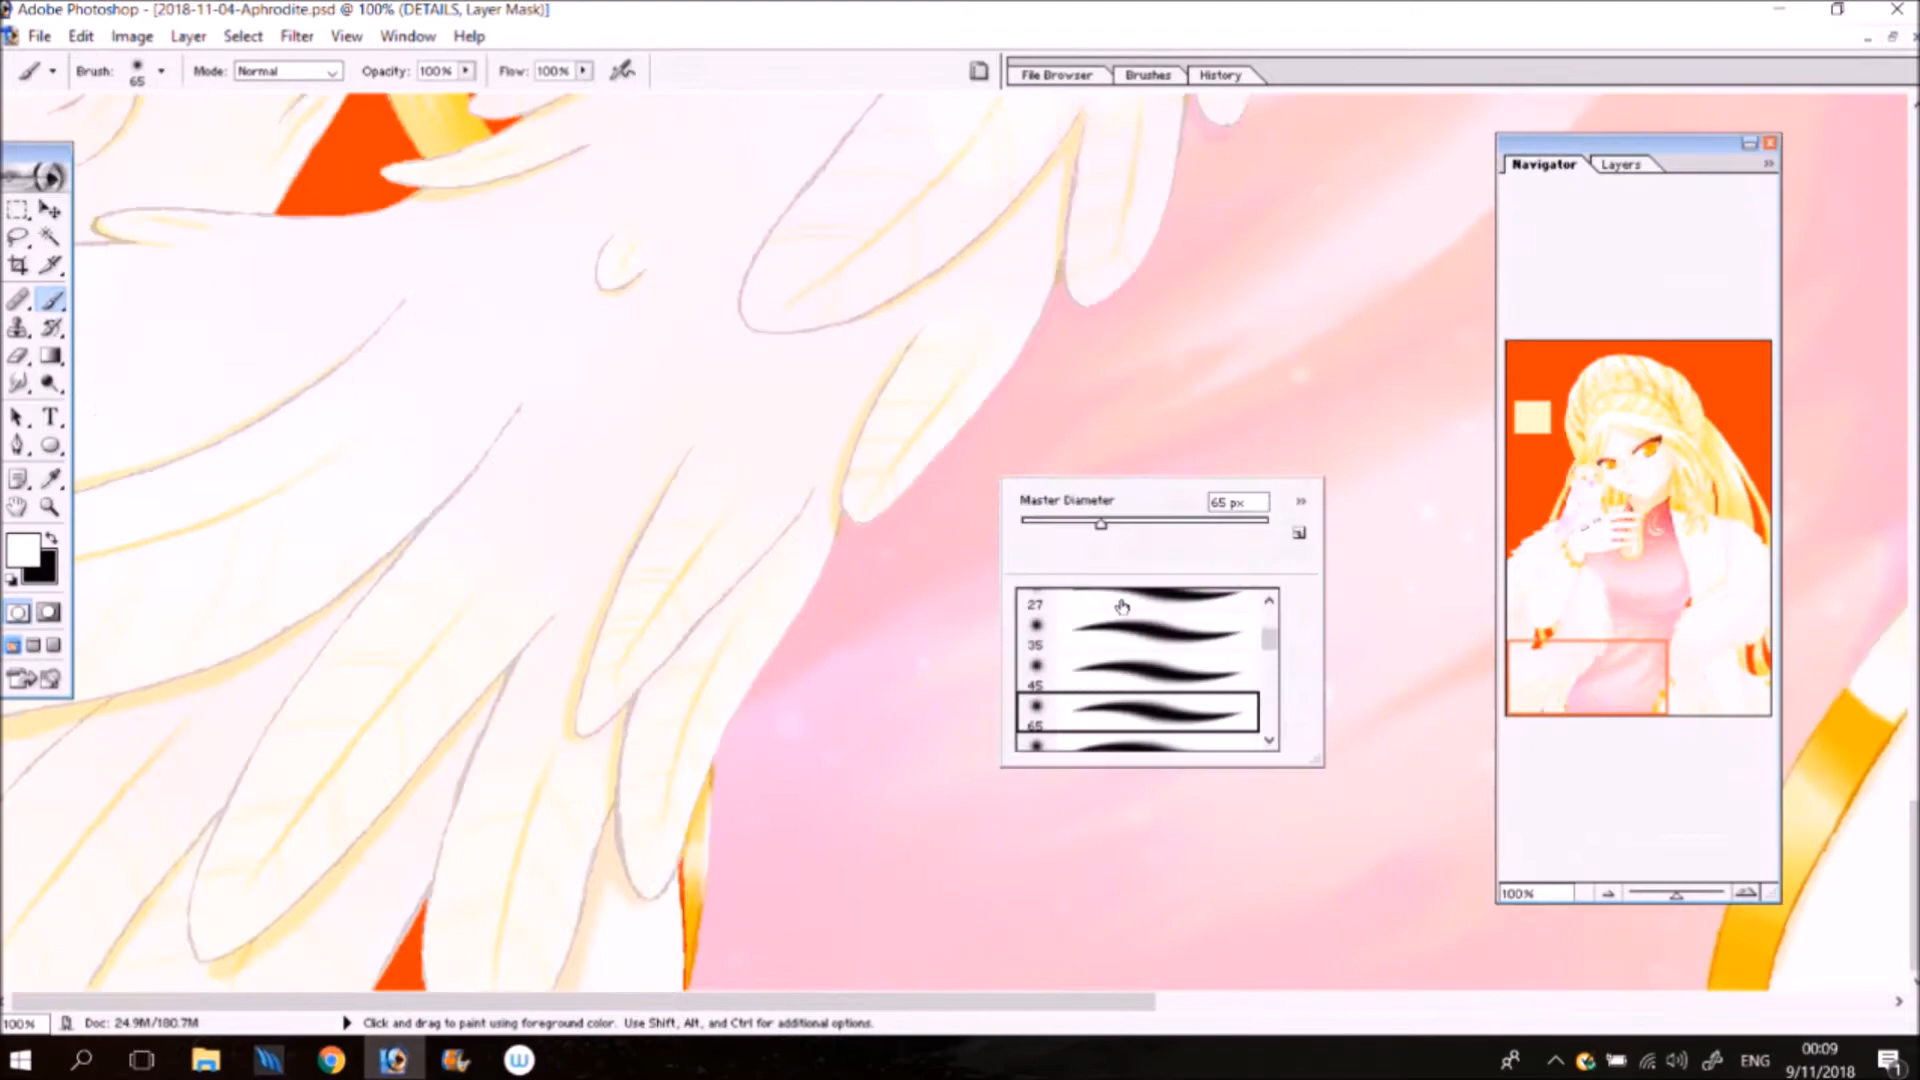 Adobe Photoshop - [2018-11-04-Aphrodite.psd @ 100% (DETAILS, Layer Mask)]
File Edit Image Layer Select Filter View Window Help
Brush: 65 Mode: Normal Opacity: 100% Flow: 100% File Browser Brushes History
Navigator Layers
T
Master Diameter 65 px
27
35
45
65
100%
100% Doc: 24.9M/180.7M Click and drag to paint using foreground color. Use Shift, Alt, and Ctrl for additional options.
W ENG 00:09
9/11/2018 1